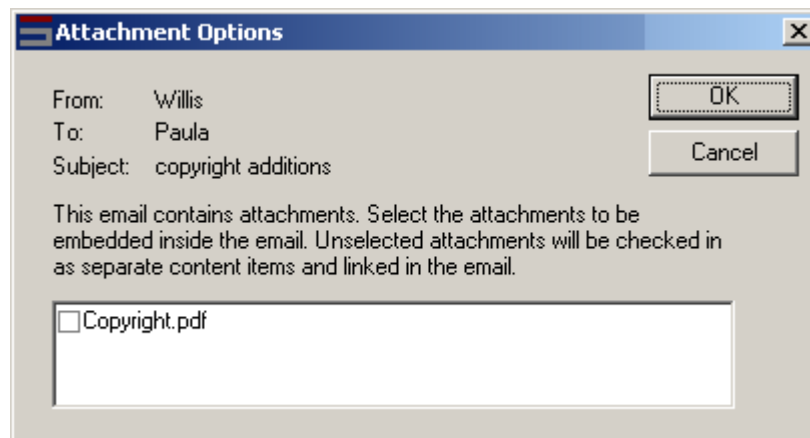 Attachment Options
From: Willis
OK
To: Paula
Cancel
Subject: copyright additions
This email contains attachments. Select the attachments to be
embedded inside the email. Unselected attachments will be checked in
as separate content items and linked in the email.
Copyright.pdf